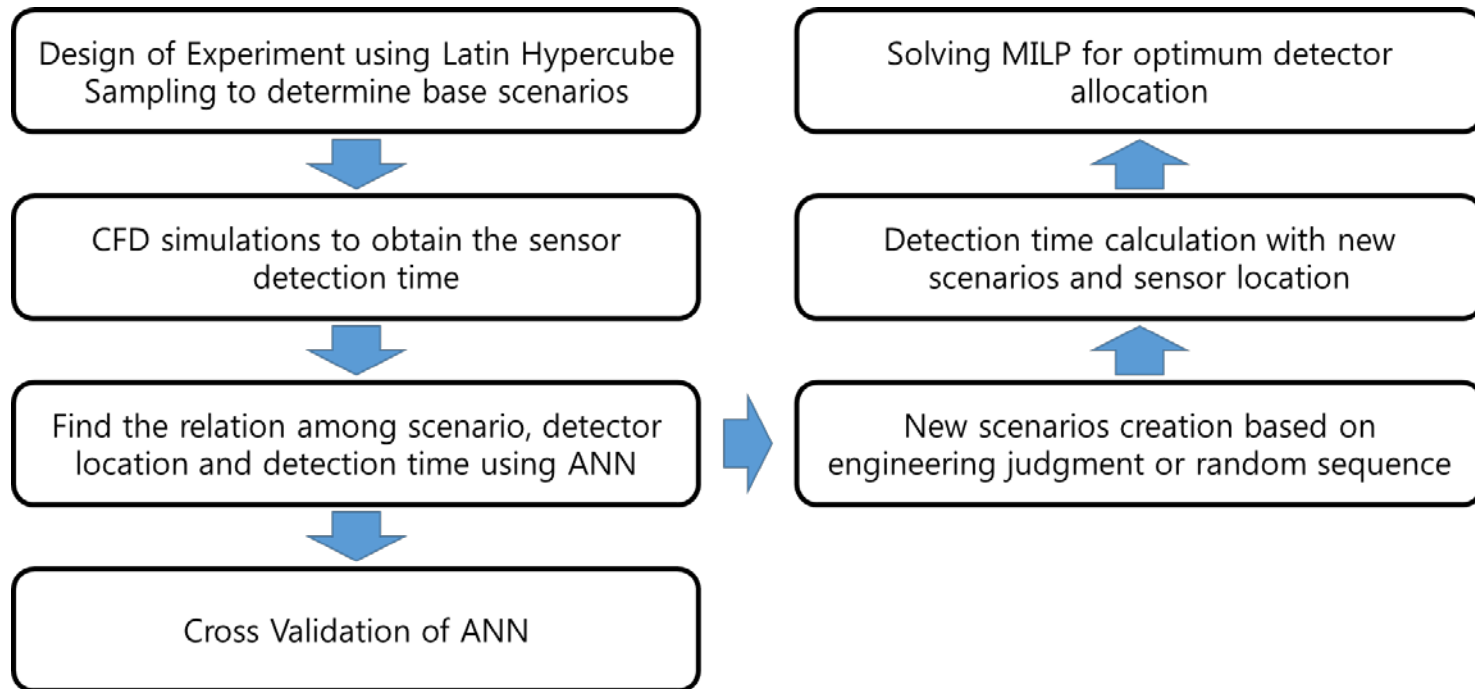 Design of Experiment using Latin Hypercube
Sampling to determine base scenarios
CFD simulations to obtain the sensor
detection time
Find the relation among scenario, detector
location and detection time using ANN
Cross Validation of ANN
New scenarios creation based on
engineering judgment or random sequence
Detection time calculation with new
scenarios and sensor location
Solving MILP for optimum detector
allocation